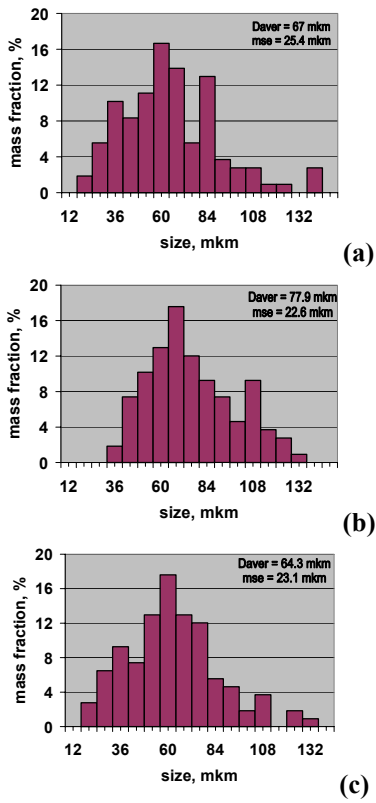 Daver = 67 mkm
mse = 25.4 mkm
mass fraction, %
20
16
12
8
4
0
12 36 60 84 108 132
size, mkm
(a)
Daver = 77.9 mkm
mse = 22.6 mkm
mass fraction, %
20
16
12
8
4
0
12 36 60 84 108 132
size, mkm
(b)
Daver = 64.3 mkm
mse = 23.1 mkm
mass fraction, %
20
16
12
8
4
0
12 36 60 84 108 132
size, mkm
(c)